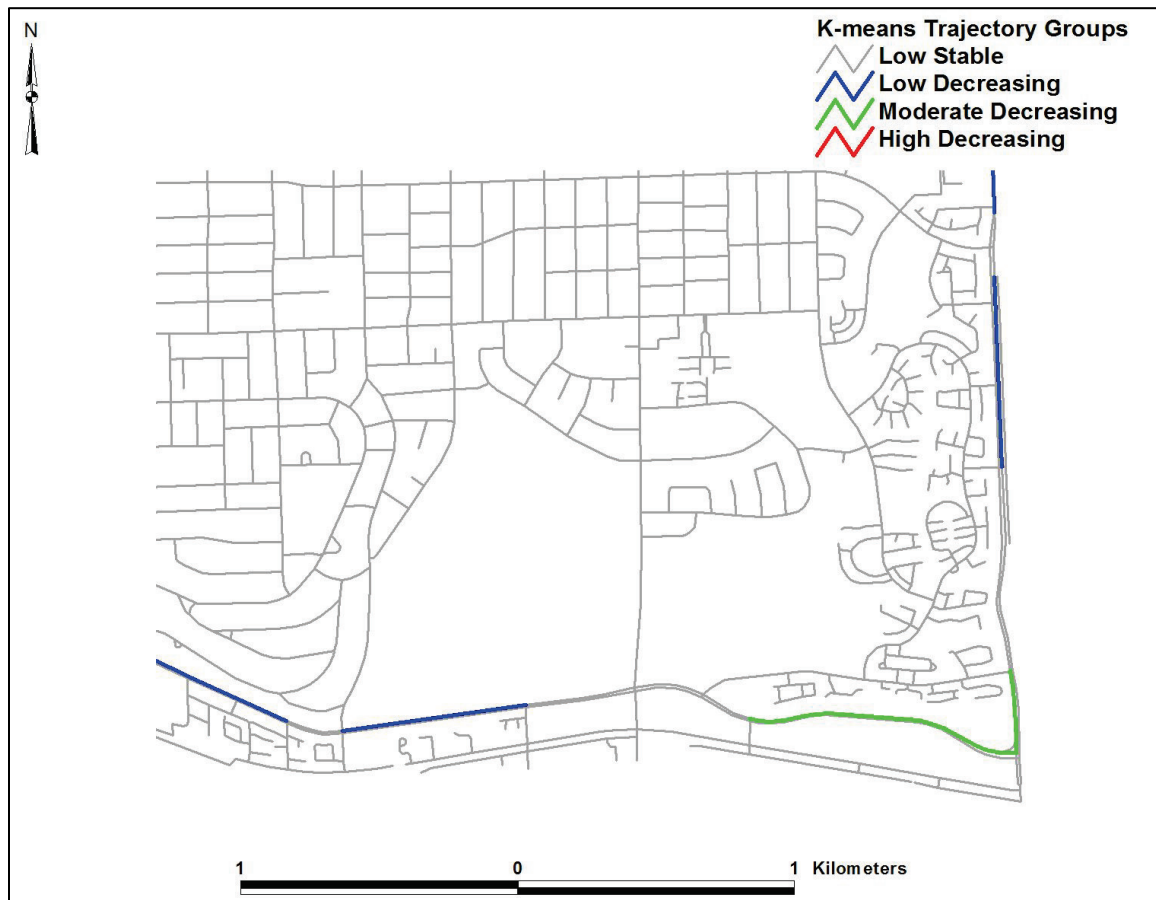 N
K-means Trajectory Groups
Low Stable
Low Decreasing
Moderate Decreasing
High Decreasing
1 0 1 Kilometers